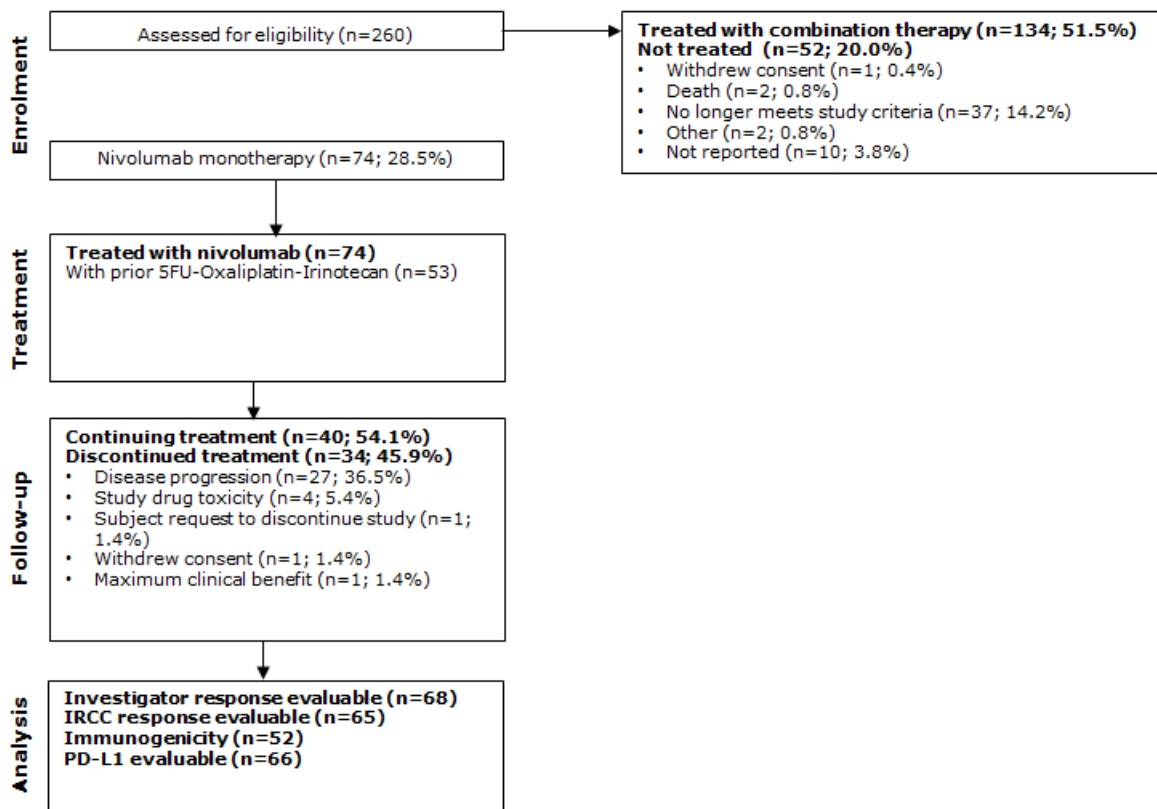 Enrolment
Assessed for eligibility (n=260)
Treated with combination therapy (n=134; 51.5%)
Not treated (n=52; 20.0%)
• Withdrew consent (n=1; 0.4%)
• Death (n=2; 0.8%)
• No longer meets study criteria (n=37; 14.2%)
• Other (n=2; 0.8%)
• Not reported (n=10; 3.8%)
Nivolumab monotherapy (n=74; 28.5%)
Treatment
Treated with nivolumab (n=74)
With prior 5FU-Oxaliplatin-Irinotecan (n=53)
Follow-up
Continuing treatment (n=40; 54.1%)
Discontinued treatment (n=34; 45.9%)
• Disease progression (n=27; 36.5%)
• Study drug toxicity (n=4; 5.4%)
• Subject request to discontinue study (n=1;
1.4%)
• Withdrew consent (n=1; 1.4%)
• Maximum clinical benefit (n=1; 1.4%)
Analysis
Investigator response evaluable (n=68)
IRCC response evaluable (n=65)
Immunogenicity (n=52)
PD-L1 evaluable (n=66)